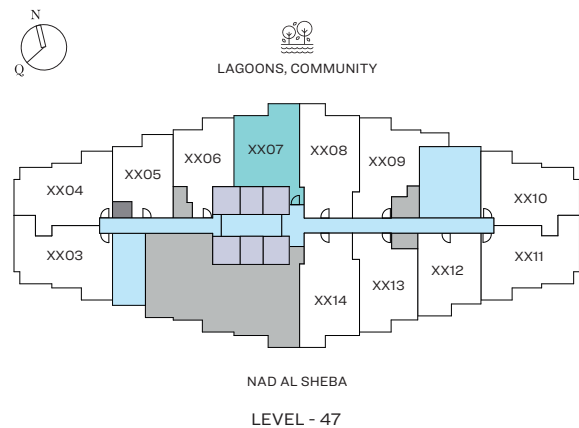 N
Q
LAGOONS, COMMUNITY
XX07
XX06
XX08
XX05
XX09
XX04
XX10
XX03
XX11
XX12
XX13
XX14
NAD AL SHEBA
LEVEL - 47